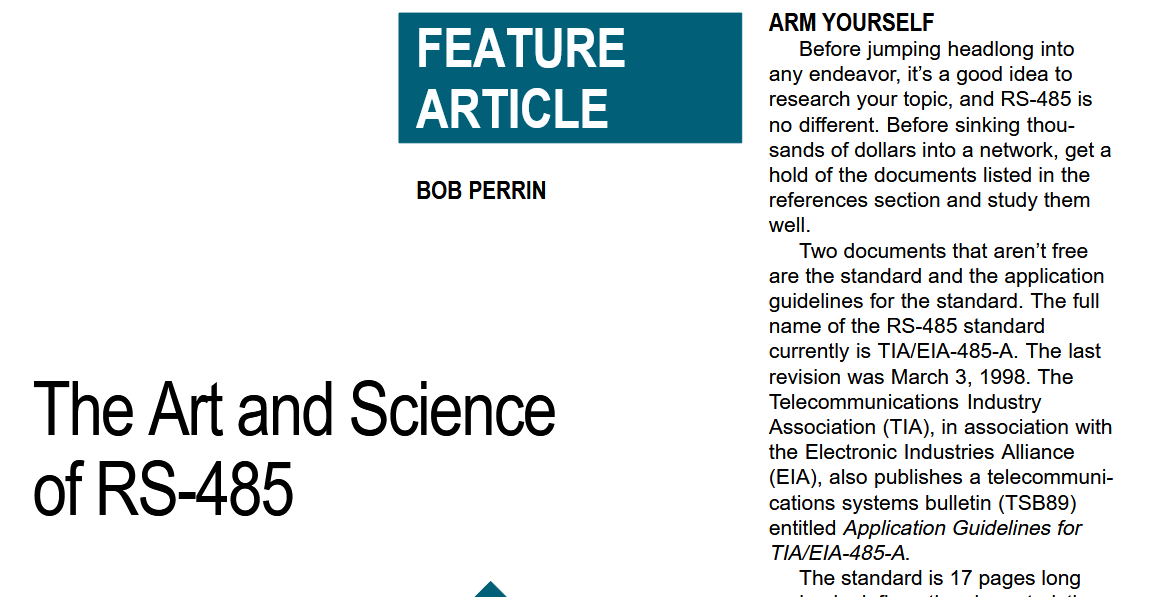 FEATURE
ARTICLE
BOB PERRIN
The Art and Science
of RS-485
ARM YOURSELF
Before jumping headlong into
any endeavor, it’s a good idea to
research your topic, and RS-485 is
no different. Before sinking thou-
sands of dollars into a network, get a
hold of the documents listed in the
references section and study them
well.
Two documents that aren’t free
are the standard and the application
guidelines for the standard. The full
name of the RS-485 standard
currently is TIA/EIA-485-A. The last
revision was March 3, 1998. The
Telecommunications Industry
Association (TIA), in association with
the Electronic Industries Alliance
(EIA), also publishes a telecommuni-
cations systems bulletin (TSB89)
entitled Application Guidelines for
TIA/EIA-485-A.
The standard is 17 pages long